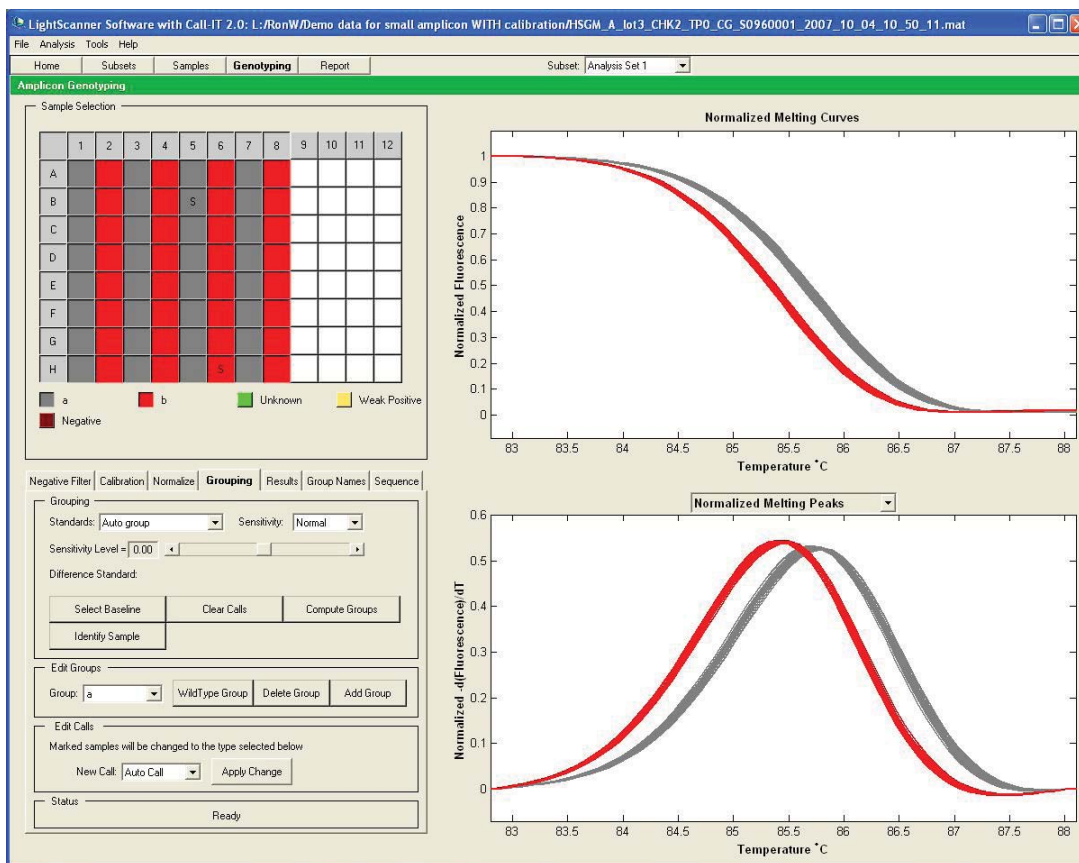 LightScanner Software with Call-IT 2.0: L:/RonW/Demo data for small amplicon WITH calibration/HSGM_A_lot3_CHK2_TP0_CG_S0960001_2007_10_04_10_50_11.mat
File Analysis Tools Help
Home Subsets Samples Genotyping Report Subset: Analysis Set 1
Amplicon Genotyping
Sample Selection
1 2 3 4 5 6 7 8 9 10 11 12
A
B S
C
D
E
F
G
H S
a b Unknown Weak Positive
Negative
Negative Filter Calibration Normalize Grouping Results Group Names Sequence
Grouping
Standards: Auto group Sensitivity: Normal
Sensitivity Level = 0.00
Difference Standard:
Select Baseline Clear Calls Compute Groups
Identify Sample
Edit Groups
Group: a WildType Group Delete Group Add Group
Edit Calls
Marked samples will be changed to the type selected below
New Call: Auto Call Apply Change
Status
Ready
Normalized Melting Curves
Normalized Fluorescence
1
0.9
0.8
0.7
0.6
0.5
0.4
0.3
0.2
0.1
0
83 83.5 84 84.5 85 85.5 86 86.5 87 87.5 88
Temperature °C
Normalized Melting Peaks
Normalized -d(Fluorescence)/dT
0.6
0.5
0.4
0.3
0.2
0.1
0
83 83.5 84 84.5 85 85.5 86 86.5 87 87.5 88
Temperature °C